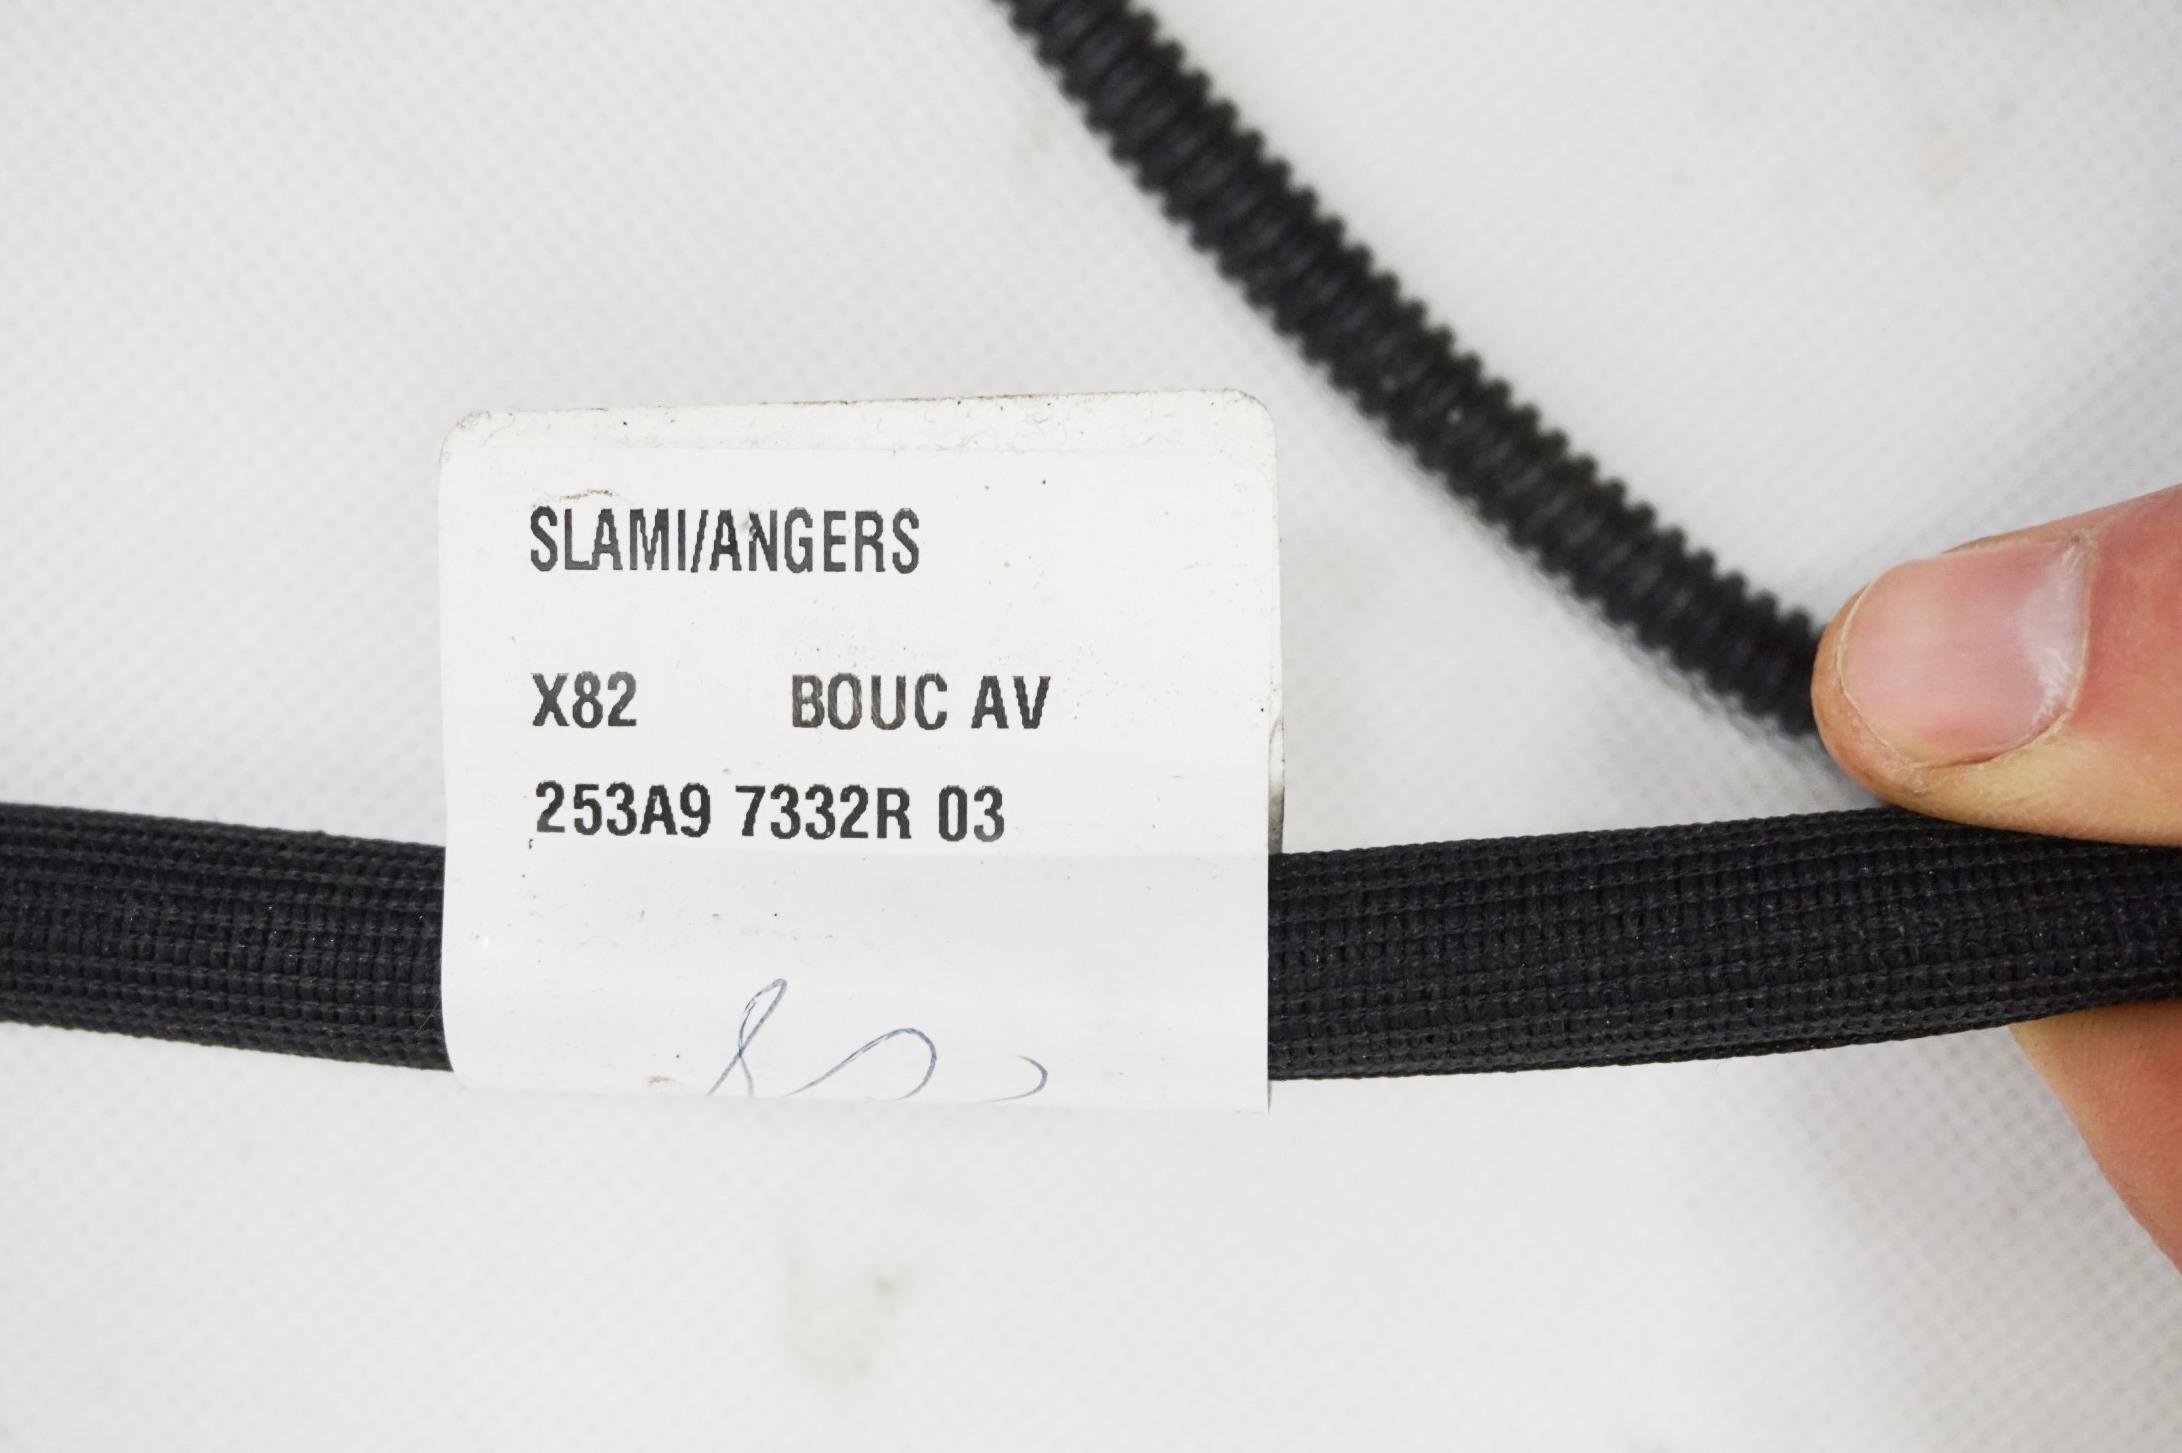 SLAMI/ANGERS
X82 BOUC AV
253A9 7332R 03